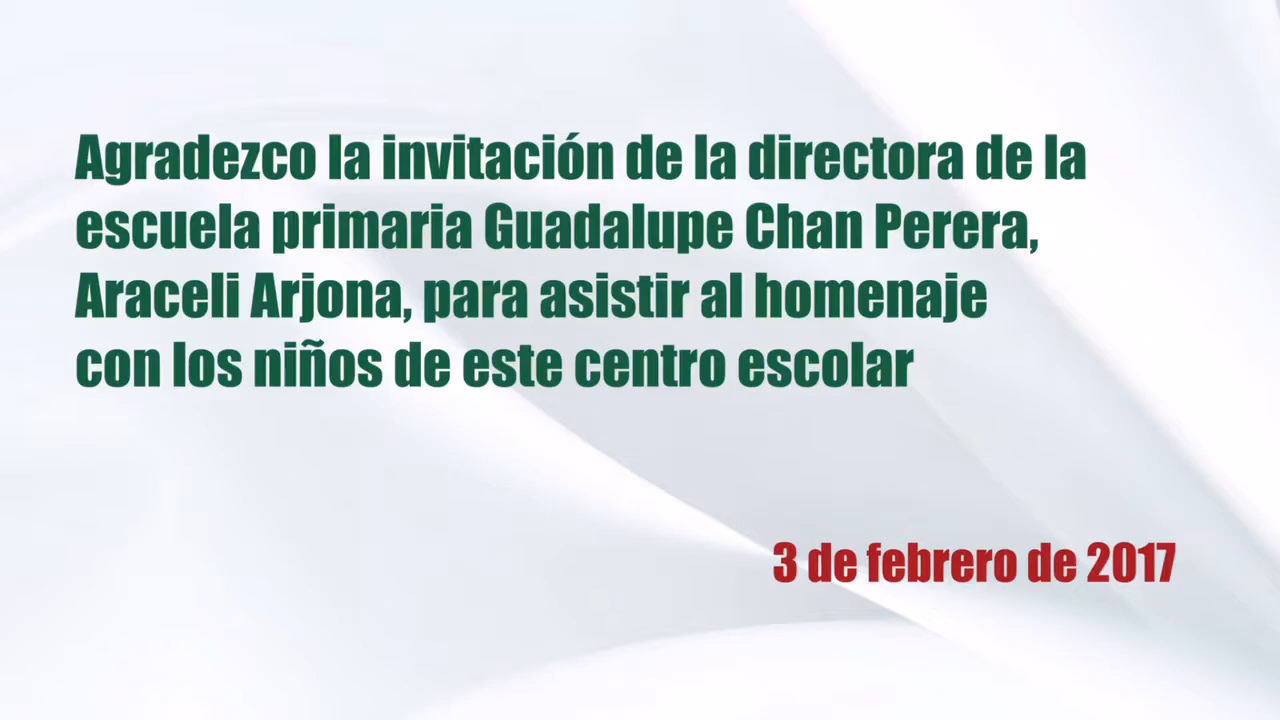 Agradezco la invitación de la directora de la
escuela primaria Guadalupe Chan Perera,
Araceli Arjona, para asistir al homenaje
con los niños de este centro escolar
3 de febrero de 2017